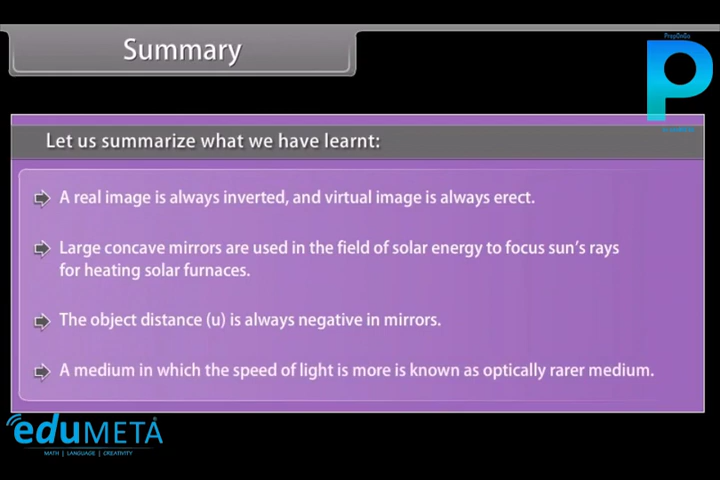 Summary
PrepOnGo
P
Let us summarize what we have learnt:
A real image is always inverted, and virtual image is always erect.
Large concave mirrors are used in the field of solar energy to focus sun's rays
for heating solar furnaces.
The object distance (u) is always negative in mirrors.
A medium in which the speed of light is more is known as optically rarer medium.
eduMETA
MATH | LANGUAGE | CREATIVITY